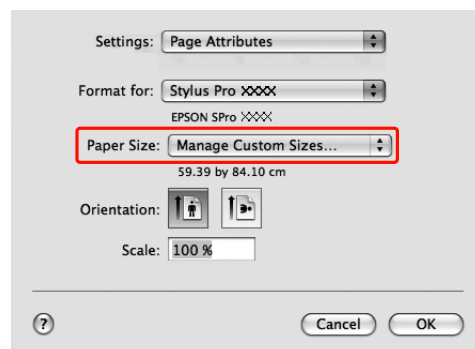 Settings: Page Attributes
Format for: Stylus Pro XXXX
EPSON SPro XXXX
Paper Size: Manage Custom Sizes...
59.39 by 84.10 cm
Orientation:
Scale: 100 %
? Cancel OK